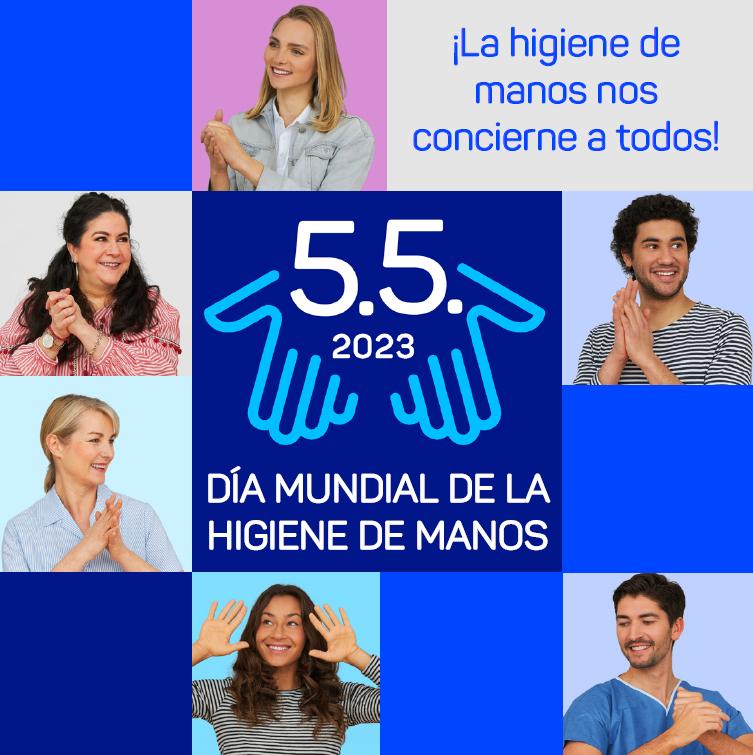 ¡La higiene de
manos nos
concierne a todos!
5.5.
2023
DÍA MUNDIAL DE LA
HIGIENE DE MANOS